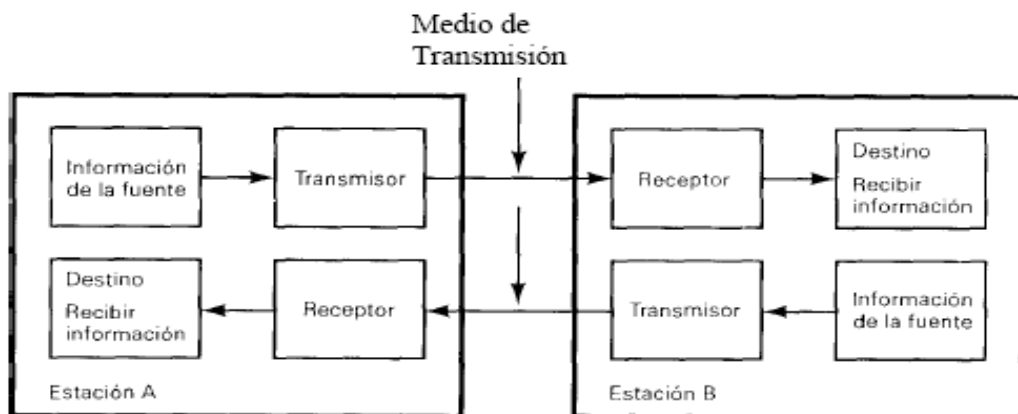 Medio de
Transmisión
Información
de la fuente
Transmisor
Receptor
Destino
Recibir
información
Destino
Recibir
información
Receptor
Transmisor
Información
de la fuente
Estación A
Estación B